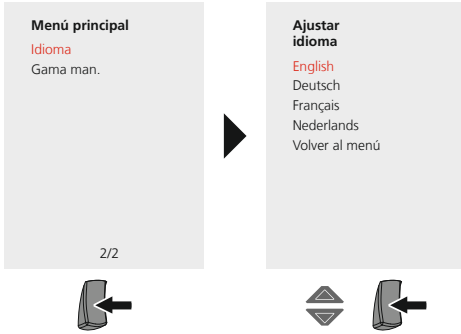 Menú principal
Idioma
Gama man.
2/2
Ajustar
idioma
English
Deutsch
Français
Nederlands
Volver al menú